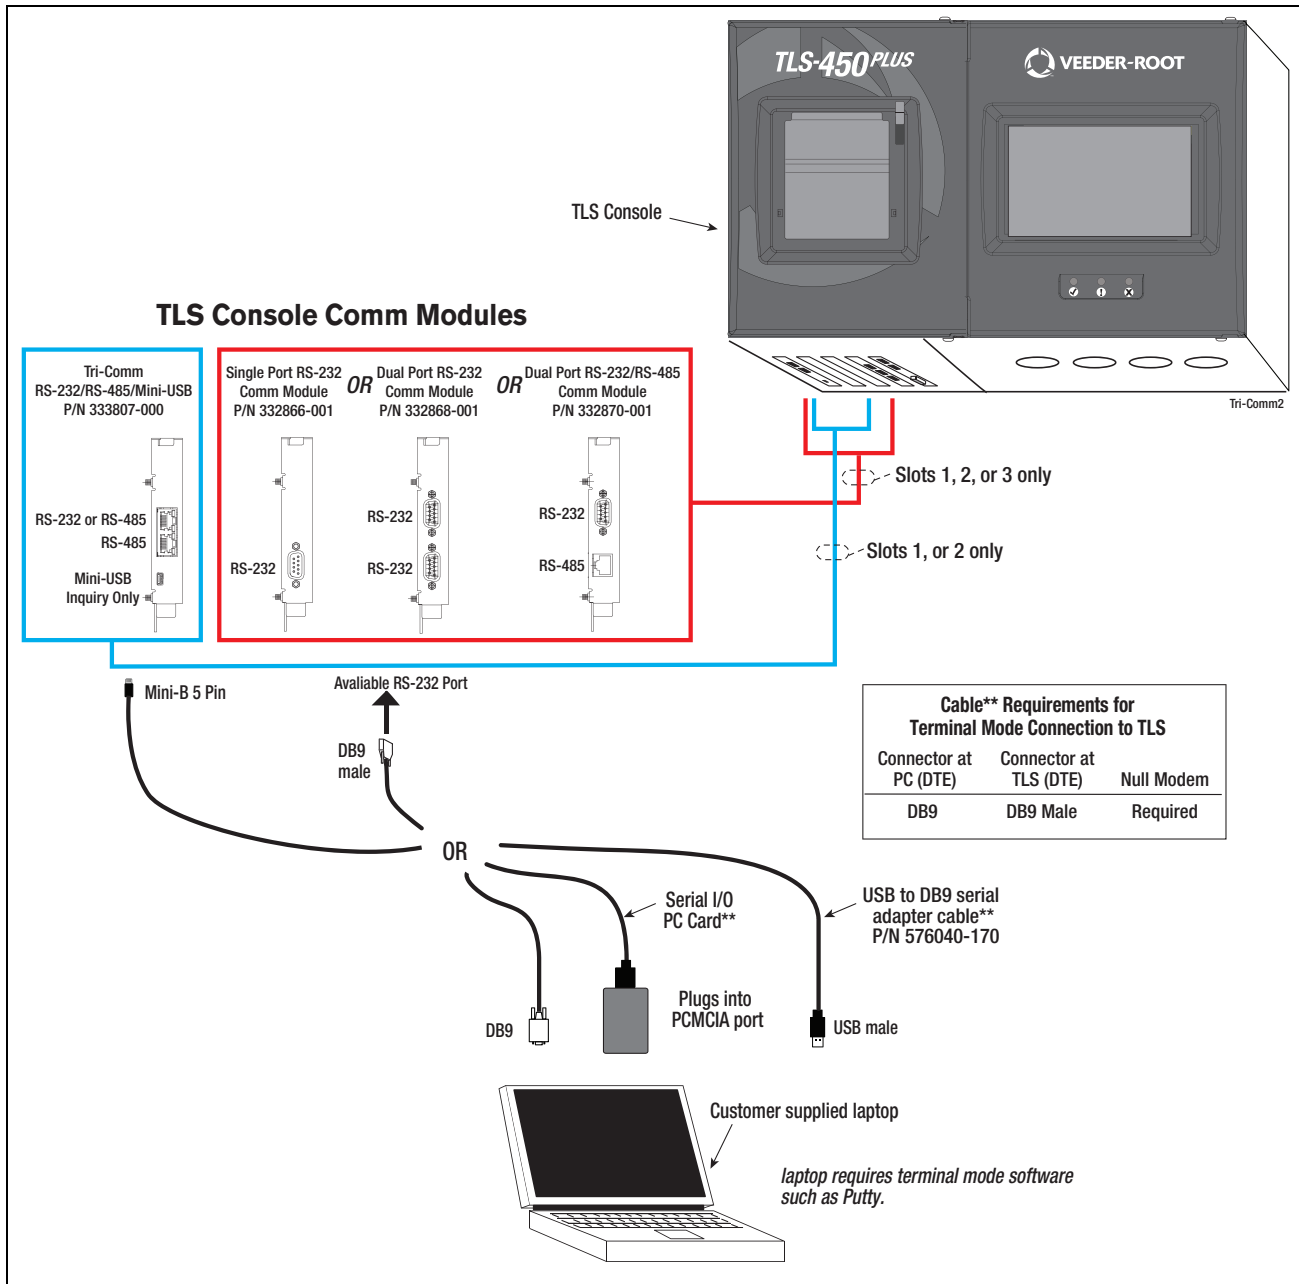 TLS-450PLUS
VEEDER-ROOT
TLS Console
Tri-Comm2
TLS Console Comm Modules
Tri-Comm
RS-232/RS-485/Mini-USB
P/N 333807-000
RS-232 or RS-485
RS-485
Mini-USB
Inquiry Only
Single Port RS-232
Comm Module
P/N 332866-001
RS-232
OR
Dual Port RS-232
Comm Module
P/N 332868-001
RS-232
RS-232
OR
Dual Port RS-232/RS-485
Comm Module
P/N 332870-001
RS-232
RS-485
Slots 1, 2, or 3 only
Slots 1, or 2 only
Mini-B 5 Pin
Avaliable RS-232 Port
DB9
male
Cable** Requirements for
Terminal Mode Connection to TLS
Connector at
PC (DTE)
Connector at
TLS (DTE)
Null Modem
DB9 DB9 Male Required
OR
Serial I/O
PC Card**
USB to DB9 serial
adapter cable**
P/N 576040-170
DB9
Plugs into
PCMCIA port
USB male
Customer supplied laptop
laptop requires terminal mode software
such as Putty.